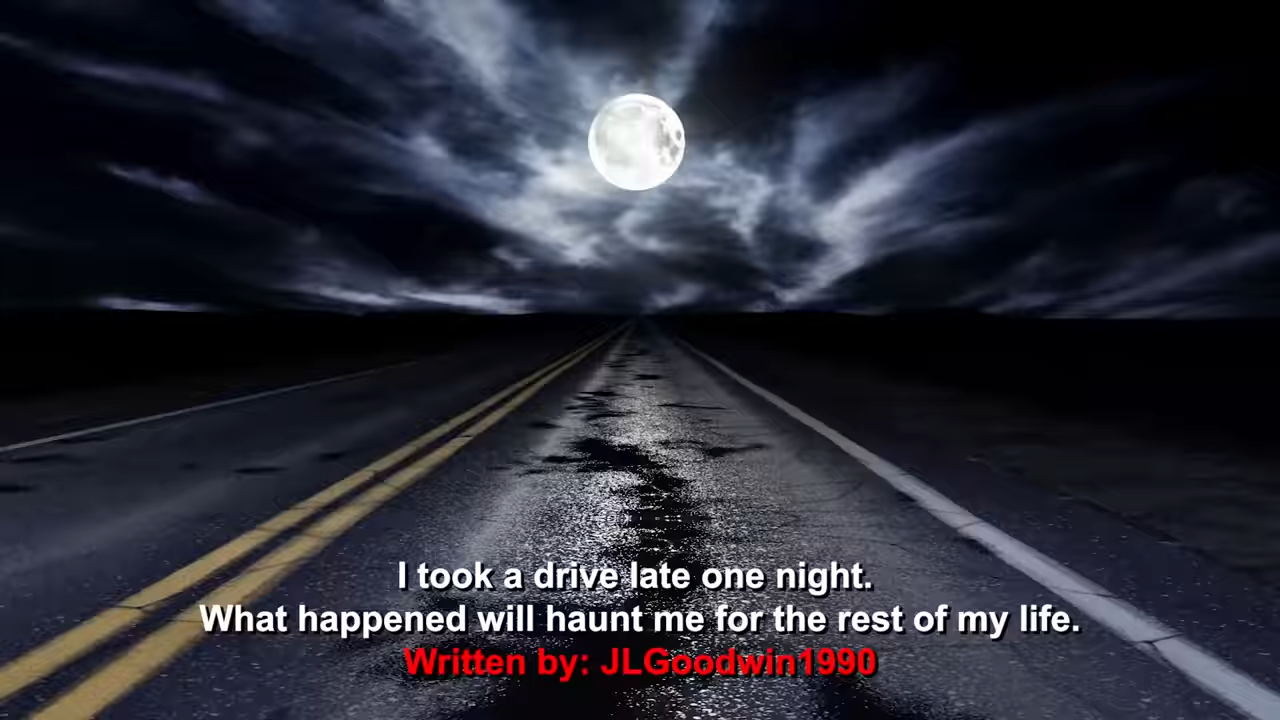 I took a drive late one night.
What happened will haunt me for the rest of my life.
Written by: JLGoodwin1990